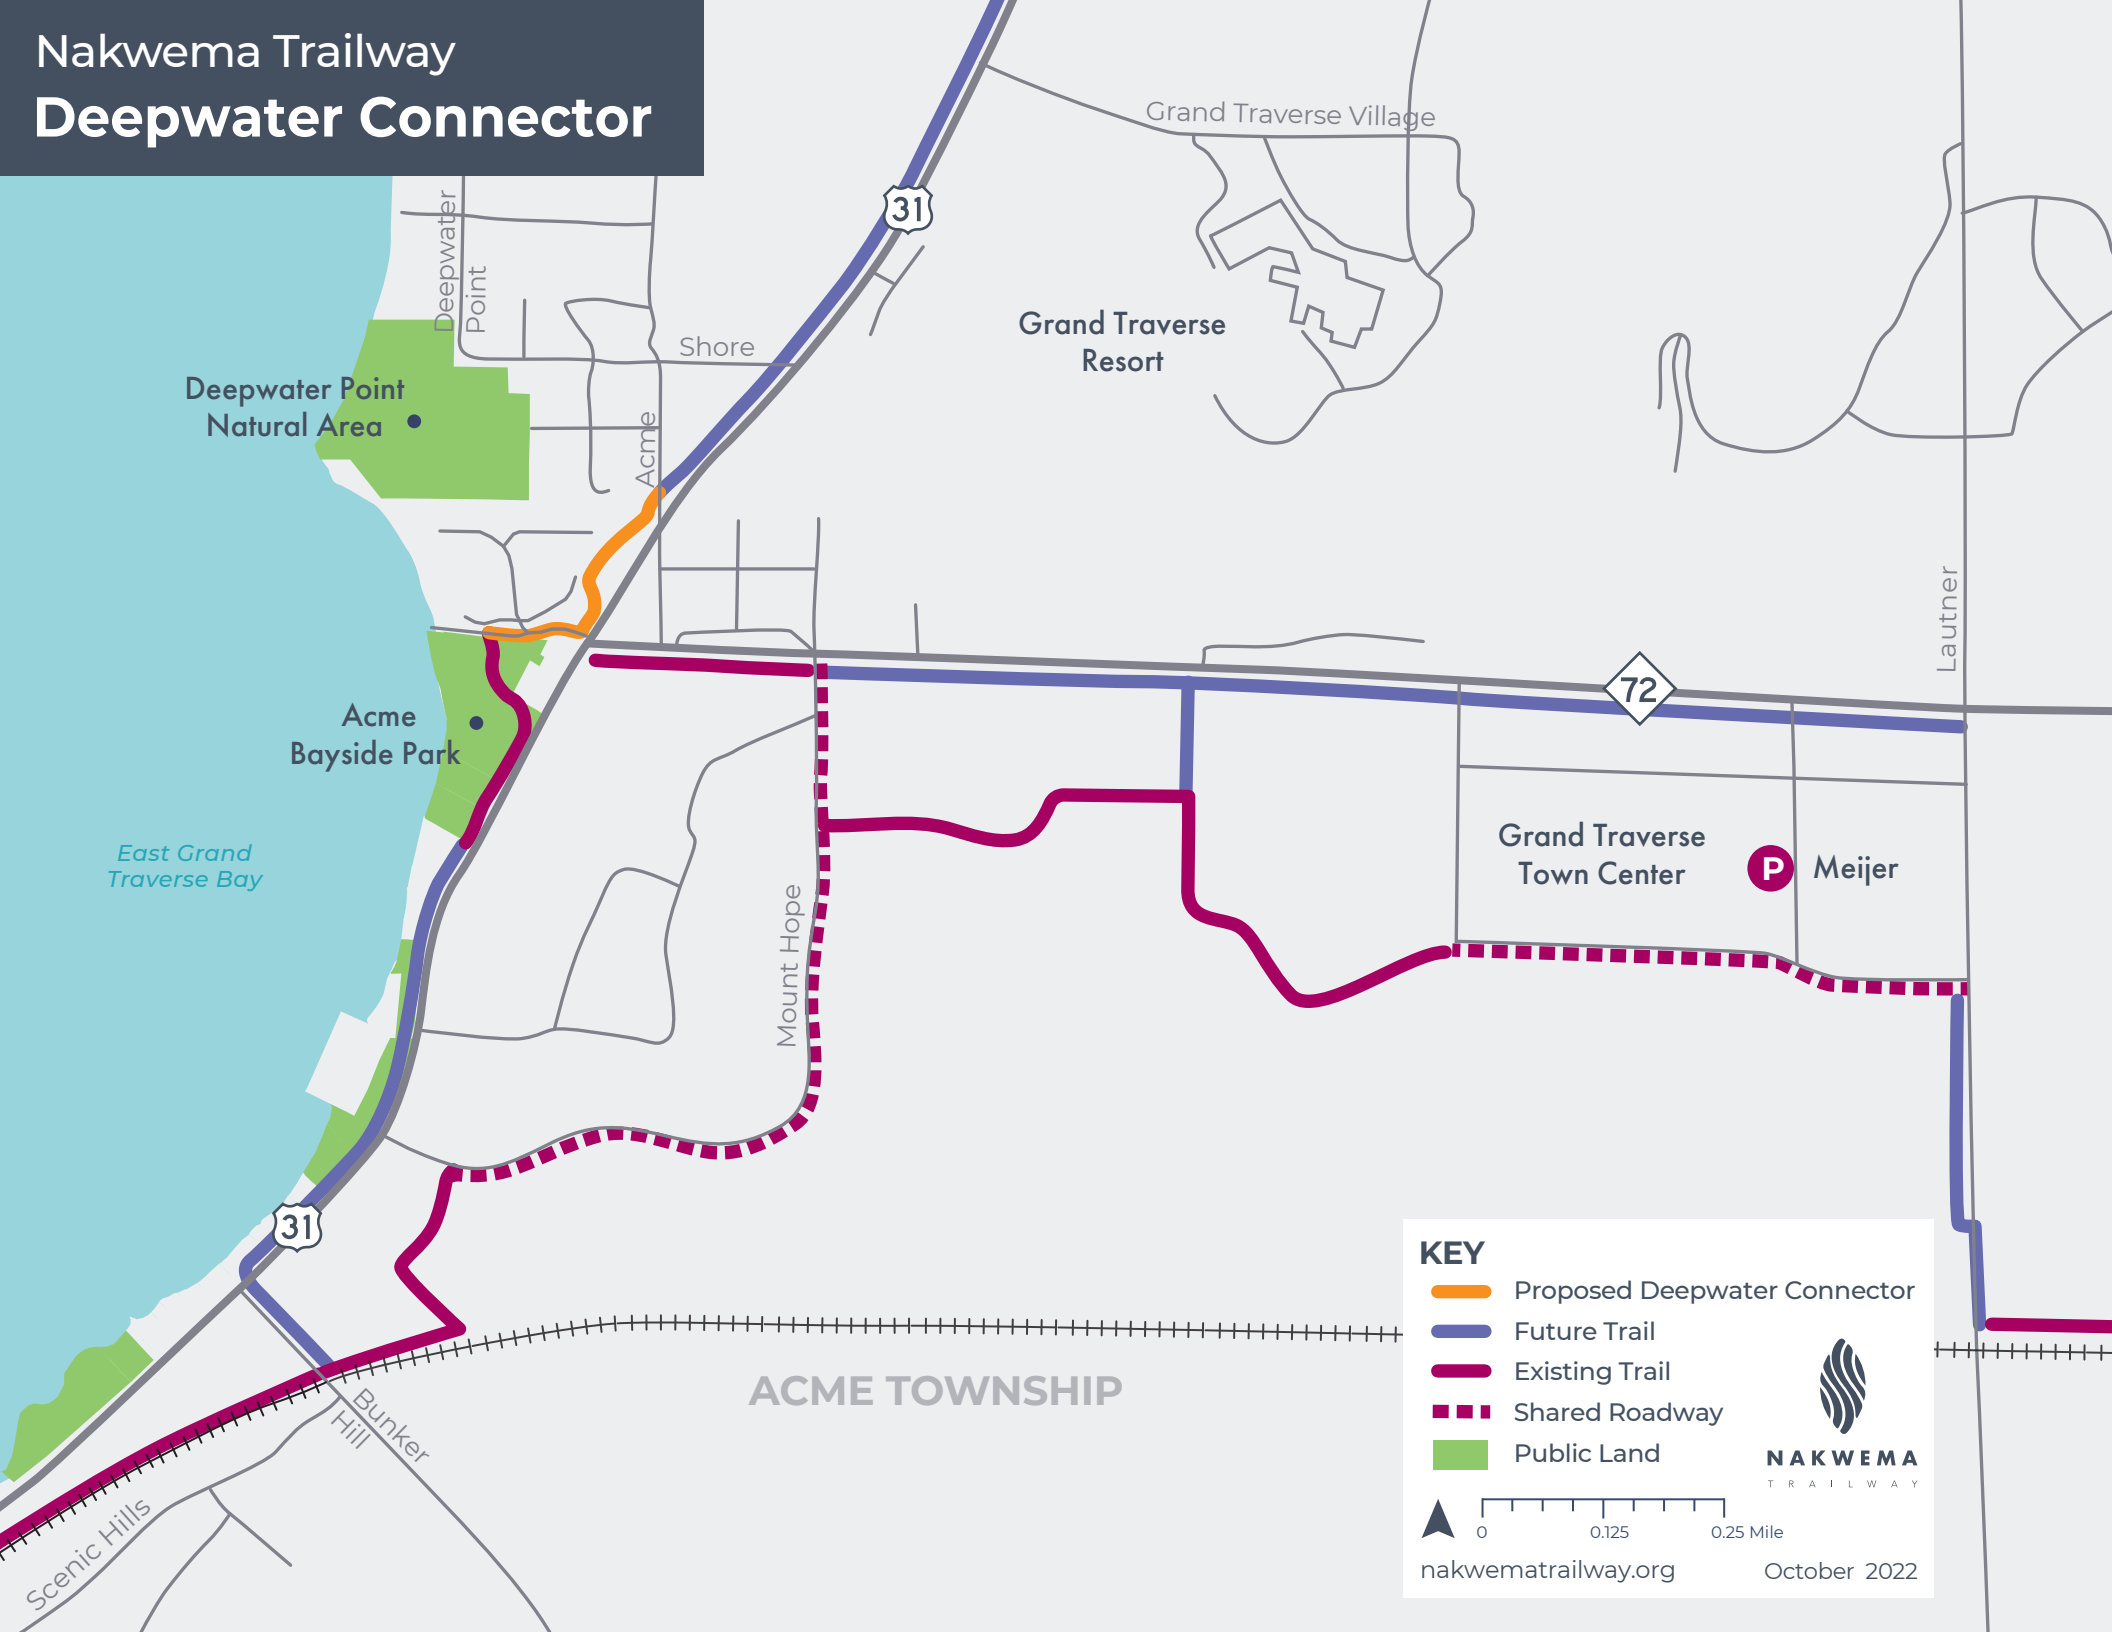 Nakwema Trailway
Deepwater Connector
Grand Traverse Village
31
Deepwater
Point
Shore
Grand Traverse
Resort
Deepwater Point
Natural Area
Acme
Lautner
72
Acme
Bayside Park
East Grand
Traverse Bay
Grand Traverse
Town Center
P
Meijer
Mount Hope
31
ACME TOWNSHIP
Bunker
Hill
Scenic Hills
KEY
Proposed Deepwater Connector
Future Trail
Existing Trail
Shared Roadway
Public Land
NAKWEMA
TRAILWAY
0 0.125 0.25 Mile
nakwematrailway.org
October 2022